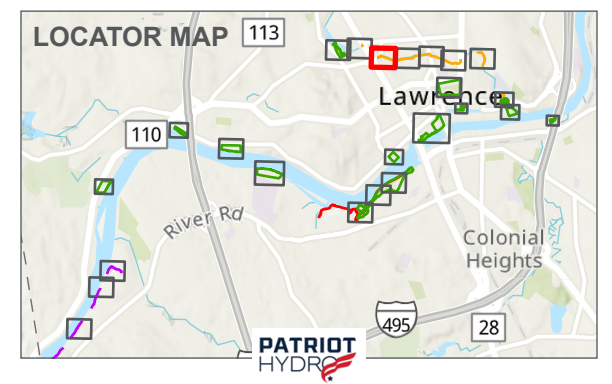 LOCATOR MAP
113
Lawrence
110
River Rd
Colonial
Heights
495
28
PATRIOT
HYDRO